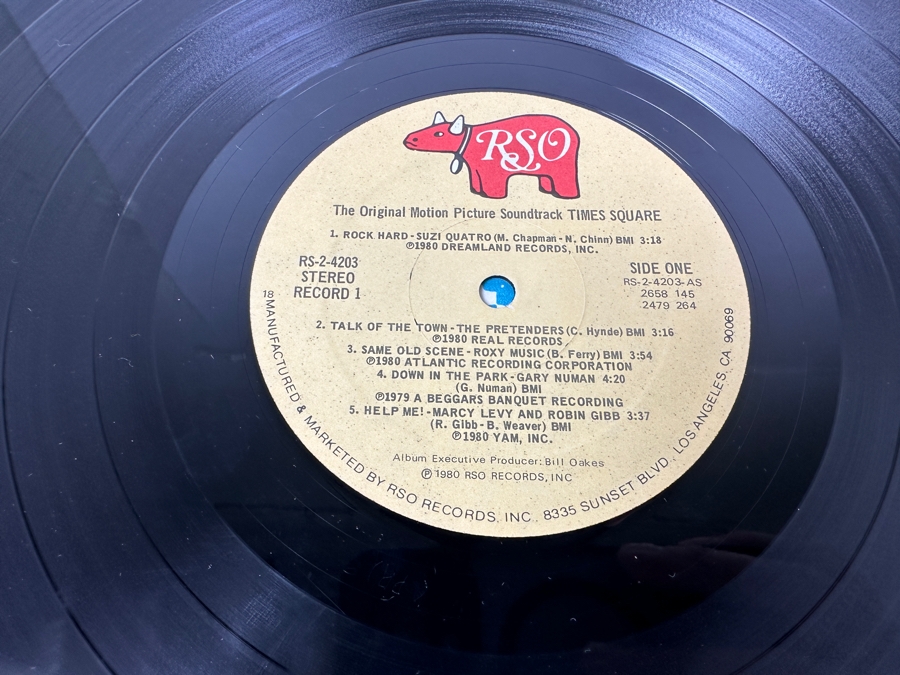 RSO
The Original Motion Picture Soundtrack TIMES SQUARE
1. ROCK HARD-SUZI QUATRO (M. Chapman-N. Chinn) BMI 3:18
℗1980 DREAMLAND RECORDS, INC.
RS-2-4203
STEREO
RECORD 1
SIDE ONE
RS-2-4203-AS
2658 145
2479 264
2. TALK OF THE TOWN-THE PRETENDERS (C. Hynde) BMI 3:16
℗1980 REAL RECORDS
3. SAME OLD SCENE-ROXY MUSIC (B. Ferry) BMI 3:54
℗1980 ATLANTIC RECORDING CORPORATION
4. DOWN IN THE PARK-GARY NUMAN 4:20
(G. Numan) BMI
℗1979 A BEGGARS BANQUET RECORDING
5. HELP ME!-MARCY LEVY AND ROBIN GIBB 3:37
(R. Gibb-B. Weaver) BMI
℗1980 YAM, INC.
Album Executive Producer: Bill Oakes
℗ 1980 RSO RECORDS, INC
18 MANUFACTURED & MARKETED BY RSO RECORDS, INC., 8335 SUNSET BLVD., LOS ANGELES, CA 90069